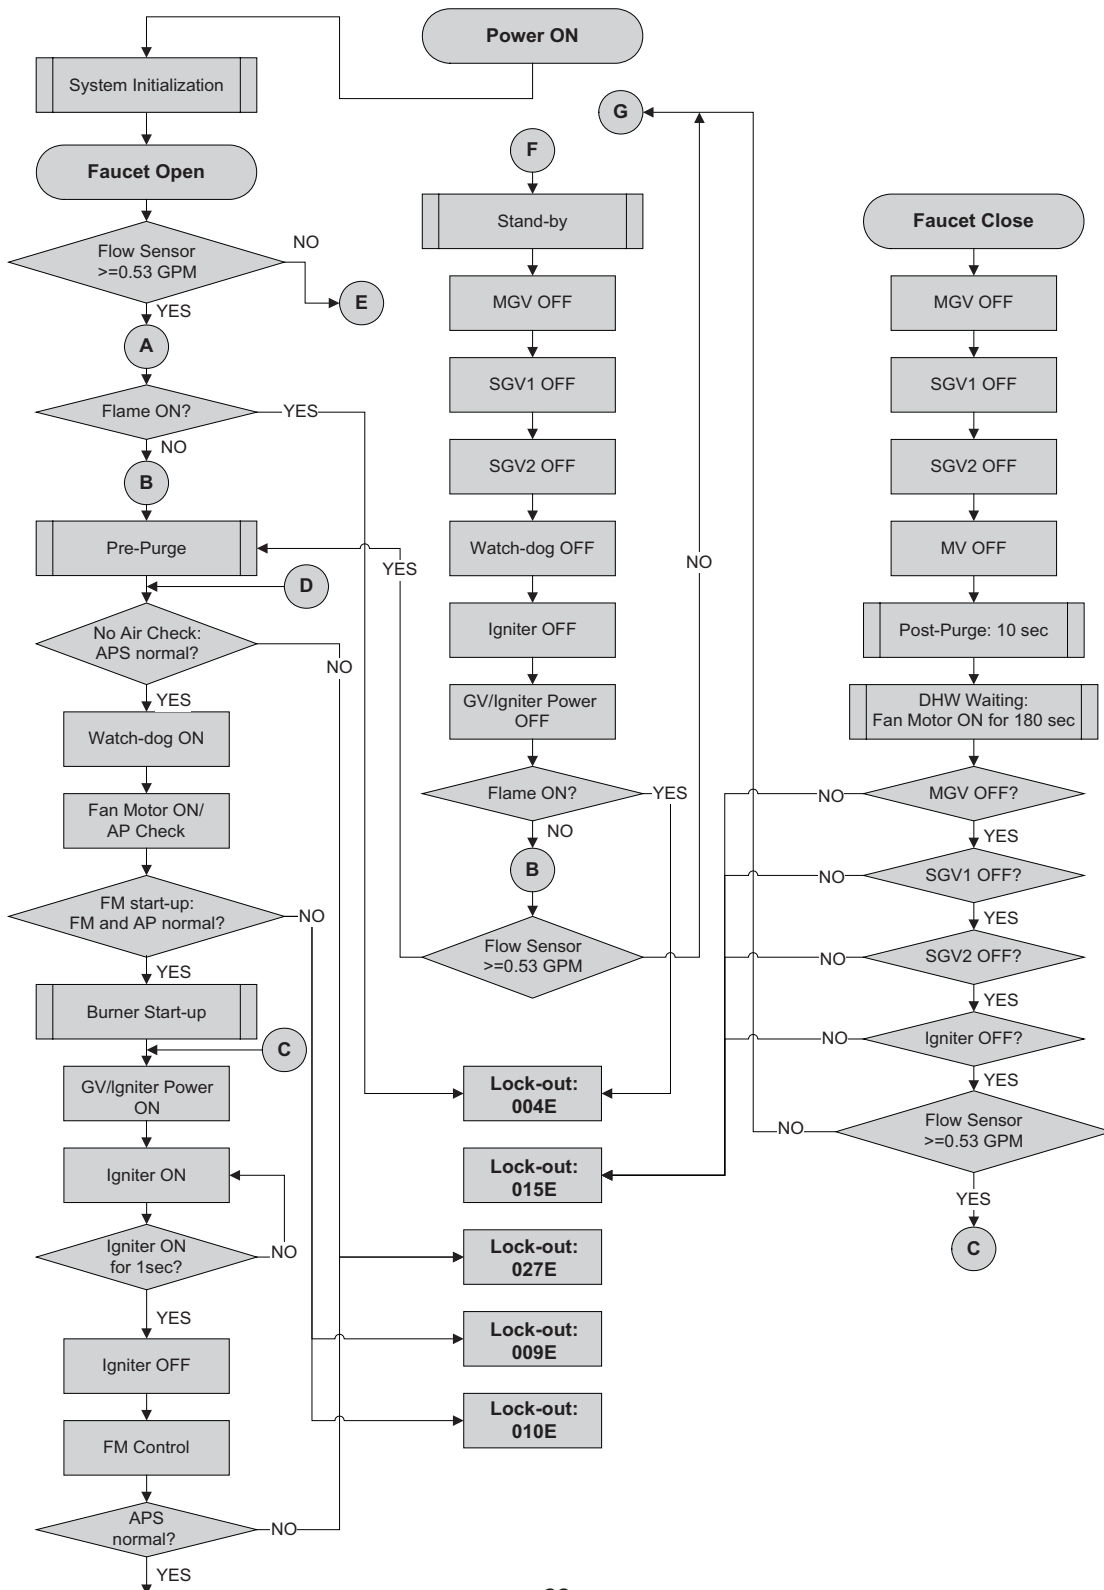 Power ON
System Initialization
G
F
Faucet Open
Stand-by
Faucet Close
Flow Sensor
>=0.53 GPM
NO
E
YES
A
Flame ON?
YES
NO
B
Pre-Purge
D
No Air Check:
APS normal?
NO
YES
Watch-dog ON
Fan Motor ON/
AP Check
FM start-up:
FM and AP normal?
NO
YES
Burner Start-up
C
GV/Igniter Power
ON
Igniter ON
Igniter ON
for 1sec?
NO
YES
Igniter OFF
FM Control
APS
normal?
NO
YES
MGV OFF
SGV1 OFF
SGV2 OFF
Watch-dog OFF
Igniter OFF
GV/Igniter Power
OFF
Flame ON?
YES
NO
B
Flow Sensor
>=0.53 GPM
YES
NO
Lock-out:
004E
Lock-out:
015E
Lock-out:
027E
Lock-out:
009E
Lock-out:
010E
MGV OFF
SGV1 OFF
SGV2 OFF
MV OFF
Post-Purge: 10 sec
DHW Waiting:
Fan Motor ON for 180 sec
MGV OFF?
NO
YES
SGV1 OFF?
NO
YES
SGV2 OFF?
NO
YES
Igniter OFF?
NO
YES
Flow Sensor
>=0.53 GPM
NO
YES
C